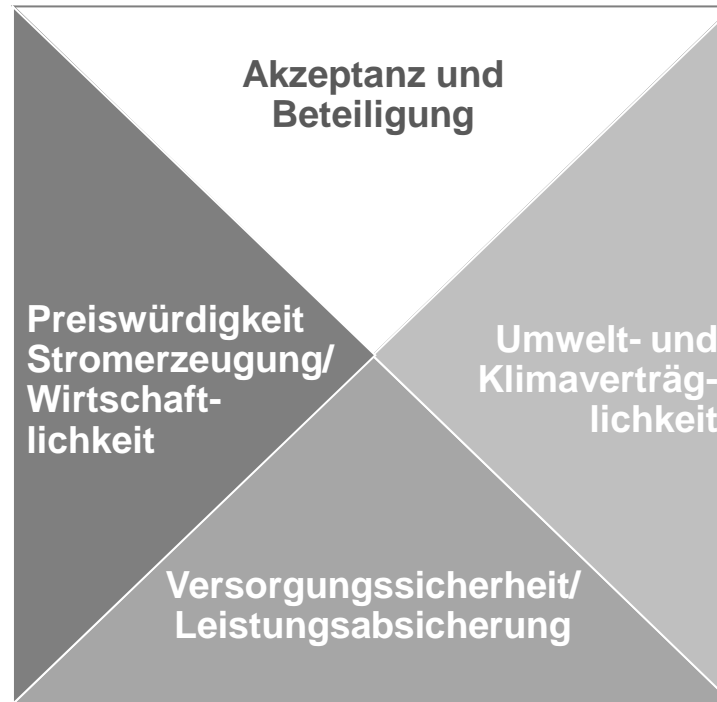 Akzeptanz und
Beteiligung
Preiswürdigkeit
Stromerzeugung/
Wirtschaft-
lichkeit
Umwelt- und
Klimaverträg-
lichkeit
Versorgungssicherheit/
Leistungsabsicherung